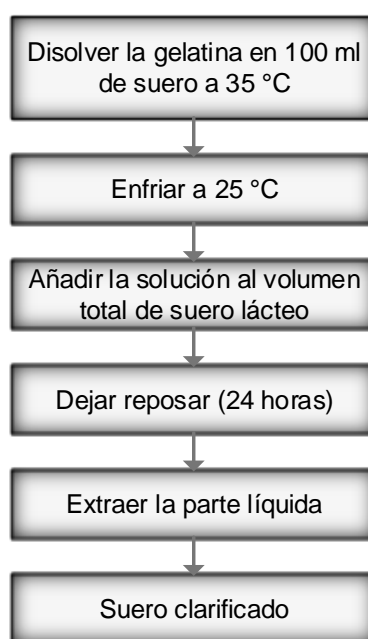 Disolver la gelatina en 100 ml
de suero a 35 °C
Enfriar a 25 °C
Añadir la solución al volumen
total de suero lácteo
Dejar reposar (24 horas)
Extraer la parte líquida
Suero clarificado